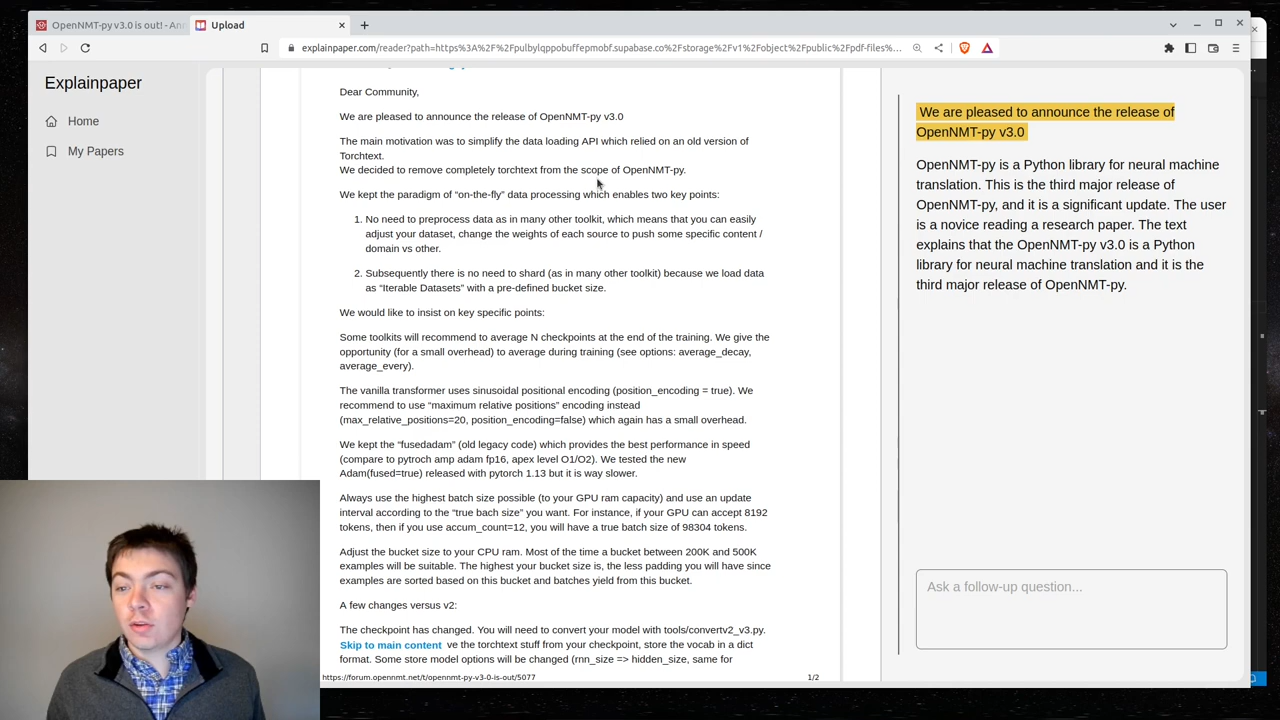 OpenNMT-py v3.0 is out! - Ann
Upload
explainpaper.com/reader?path=https%3A%2F%2Fpulbylqppobuffepmobf.supabase.co%2Fstorage%2Fv1%2Fobject%2Fpublic%2Fpdf-files%2F...
Explainpaper
Home
My Papers
Dear Community,
We are pleased to announce the release of OpenNMT-py v3.0
The main motivation was to simplify the data loading API which relied on an old version of
Torchtext.
We decided to remove completely torchtext from the scope of OpenNMT-py.
We kept the paradigm of “on-the-fly” data processing which enables two key points:
1. No need to preprocess data as in many other toolkit, which means that you can easily
adjust your dataset, change the weights of each source to push some specific content /
domain vs other.
2. Subsequently there is no need to shard (as in many other toolkit) because we load data
as “Iterable Datasets” with a pre-defined bucket size.
We would like to insist on key specific points:
Some toolkits will recommend to average N checkpoints at the end of the training. We give the
opportunity (for a small overhead) to average during training (see options: average_decay,
average_every).
The vanilla transformer uses sinusoidal positional encoding (position_encoding = true). We
recommend to use “maximum relative positions” encoding instead
(max_relative_positions=20, position_encoding=false) which again has a small overhead.
We kept the “fusedadam” (old legacy code) which provides the best performance in speed
(compare to pytroch amp adam fp16, apex level O1/O2). We tested the new
Adam(fused=true) released with pytorch 1.13 but it is way slower.
Always use the highest batch size possible (to your GPU ram capacity) and use an update
interval according to the “true bach size” you want. For instance, if your GPU can accept 8192
tokens, then if you use accum_count=12, you will have a true batch size of 98304 tokens.
Adjust the bucket size to your CPU ram. Most of the time a bucket between 200K and 500K
examples will be suitable. The highest your bucket size is, the less padding you will have since
examples are sorted based on this bucket and batches yield from this bucket.
A few changes versus v2:
The checkpoint has changed. You will need to convert your model with tools/convertv2_v3.py.
Skip to main content ve the torchtext stuff from your checkpoint, store the vocab in a dict
format. Some store model options will be changed (rnn_size => hidden_size, same for
https://forum.opennmt.net/t/opennmt-py-v3-0-is-out/5077 1/2
We are pleased to announce the release of
OpenNMT-py v3.0
OpenNMT-py is a Python library for neural machine
translation. This is the third major release of
OpenNMT-py, and it is a significant update. The user
is a novice reading a research paper. The text
explains that the OpenNMT-py v3.0 is a Python
library for neural machine translation and it is the
third major release of OpenNMT-py.
Ask a follow-up question...